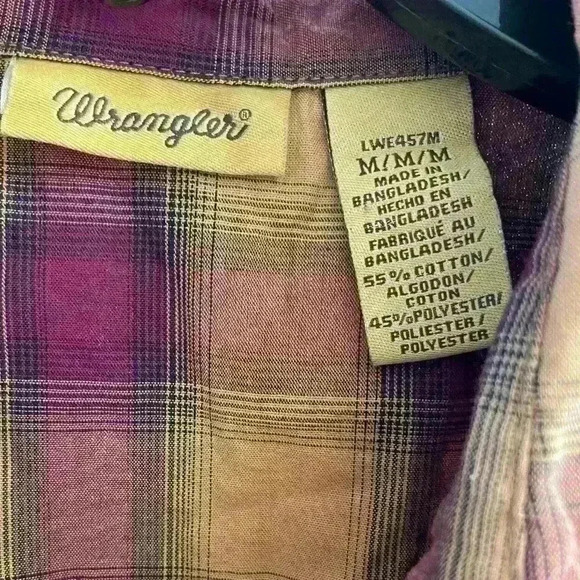 Wrangler®
LWE457M
M/M/M
MADE IN
BANGLADESH/
HECHO EN
BANGLADESH
FABRIQUÉ AU
BANGLADESH/
55% COTTON/
ALGODON/
COTON
45%POLYESTER/
POLIESTER/
POLYESTER